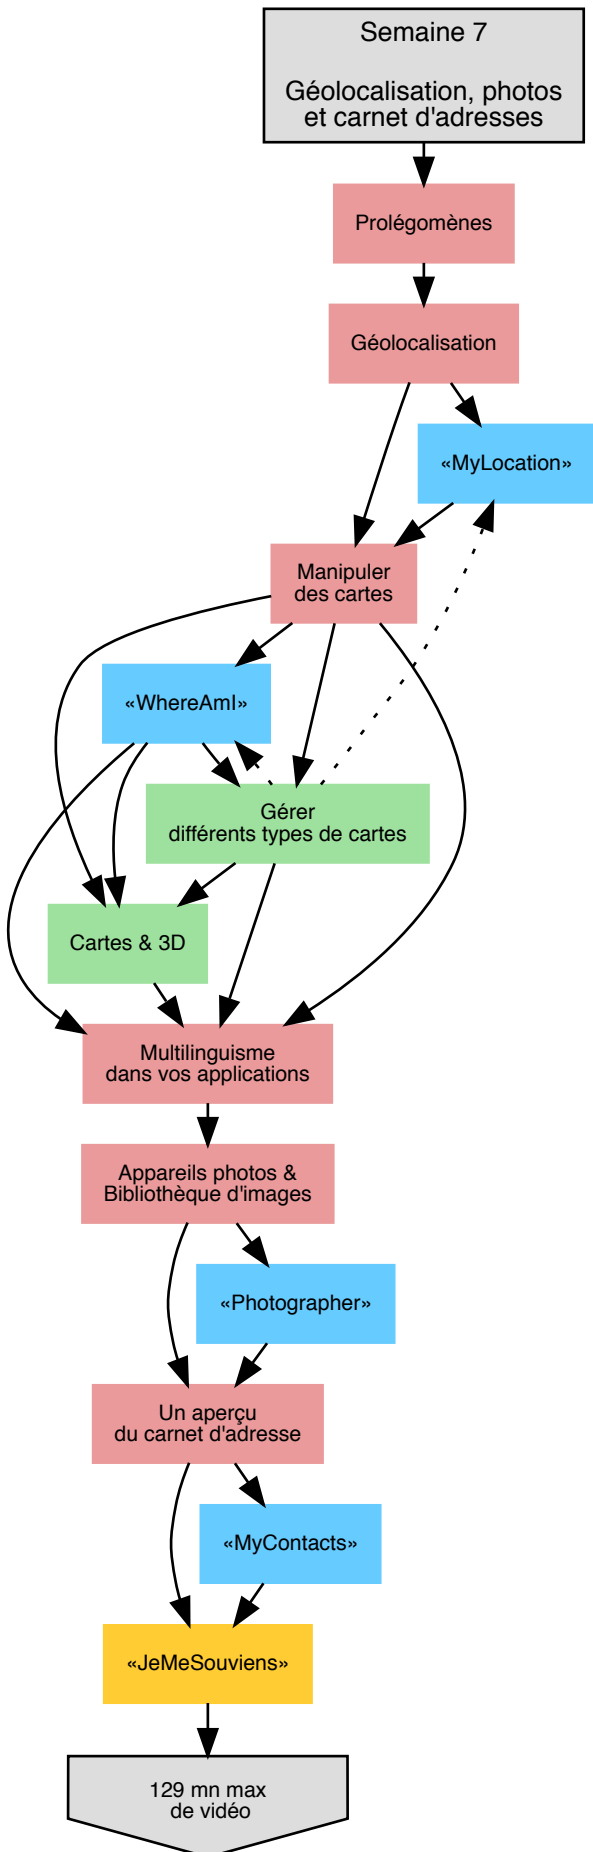 Semaine 7
Géolocalisation, photos
et carnet d'adresses
Prolégomènes
Géolocalisation
«MyLocation»
Manipuler
des cartes
«WhereAmI»
Gérer
différents types de cartes
Cartes & 3D
Multilinguisme
dans vos applications
Appareils photos &
Bibliothèque d'images
«Photographer»
Un aperçu
du carnet d'adresse
«MyContacts»
«JeMeSouviens»
129 mn max
de vidéo